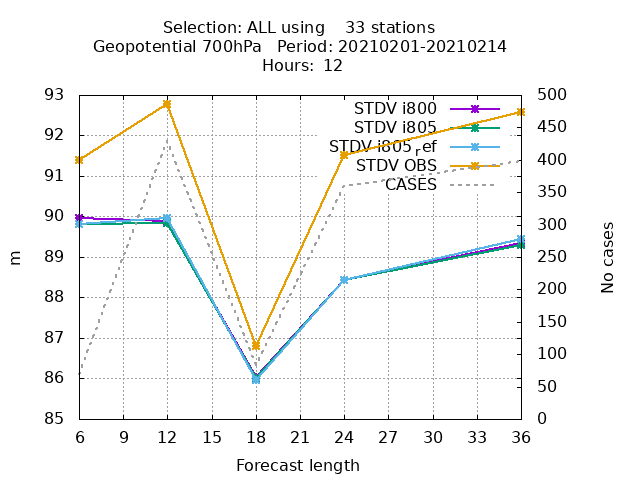 Selection: ALL using    33 stations
Geopotential 700hPa   Period: 20210201-20210214
Hours:  12
93
92
91
90
89
88
87
86
85
500
450
400
350
300
250
200
150
100
50
0
STDV i800
STDV i805
STDV i805ref
STDV OBS
CASES
m
No cases
6 9 12 15 18 21 24 27 30 33 36
Forecast length